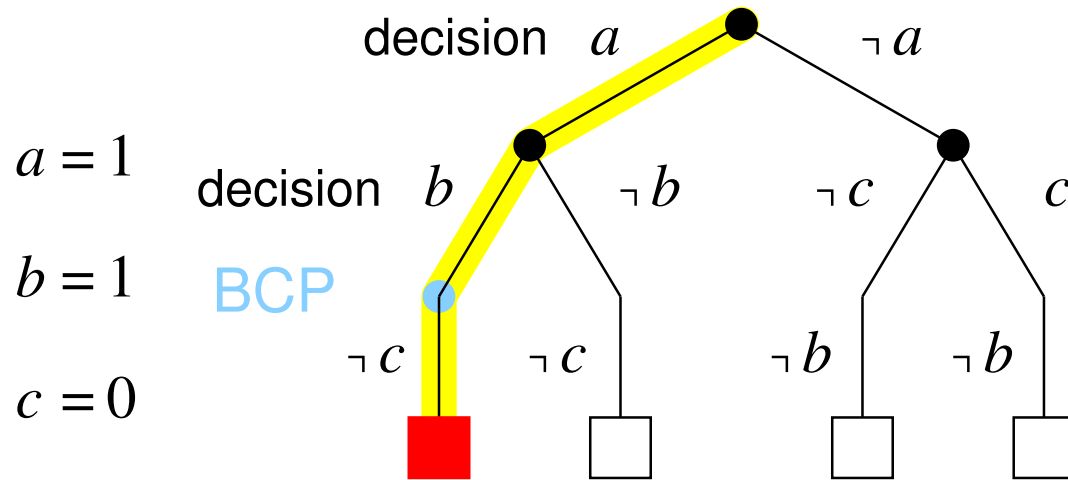 decision a ¬ a
a = 1
decision b ¬ b ¬ c c
b = 1 BCP
¬ c ¬ c ¬ b ¬ b
c = 0